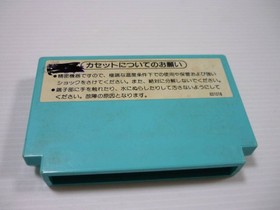 カセットについてのお願い
●精密機器ですので、極端な温度条件下での使用や保管および強い
ショックをさけてください。また、絶対に分解しないでください。
●端子部に手を触れたり、水にぬらしたりして汚さないようにして
ください。故障の原因となります。